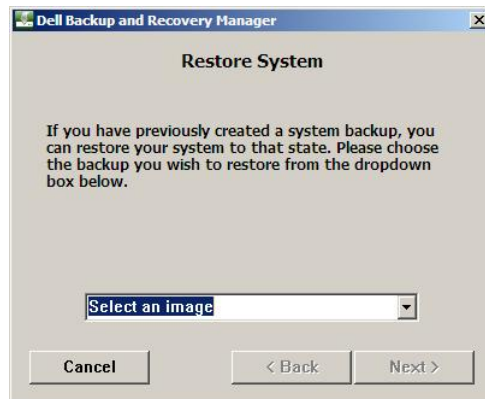 Dell Backup and Recovery Manager
Restore System
If you have previously created a system backup, you
can restore your system to that state. Please choose
the backup you wish to restore from the dropdown
box below.
Select an image
Cancel
< Back
Next >